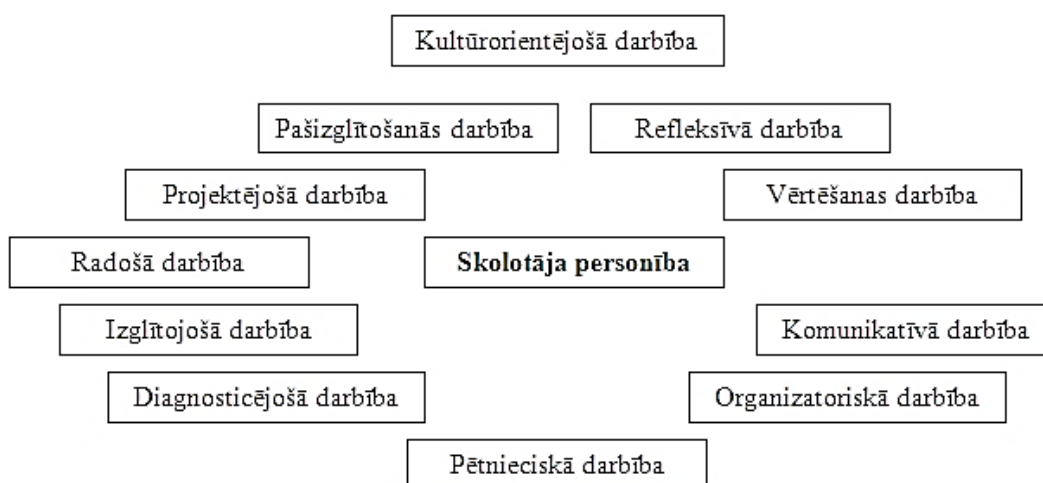 Kultūrorientējošā darbība
Pašizglītošanās darbība
Refleksīvā darbība
Projektējošā darbība
Vērtēšanas darbība
Radošā darbība
Skolotāja personība
Izglītojošā darbība
Komunikatīvā darbība
Diagnosticējošā darbība
Organizatoriskā darbība
Pētnieciskā darbība